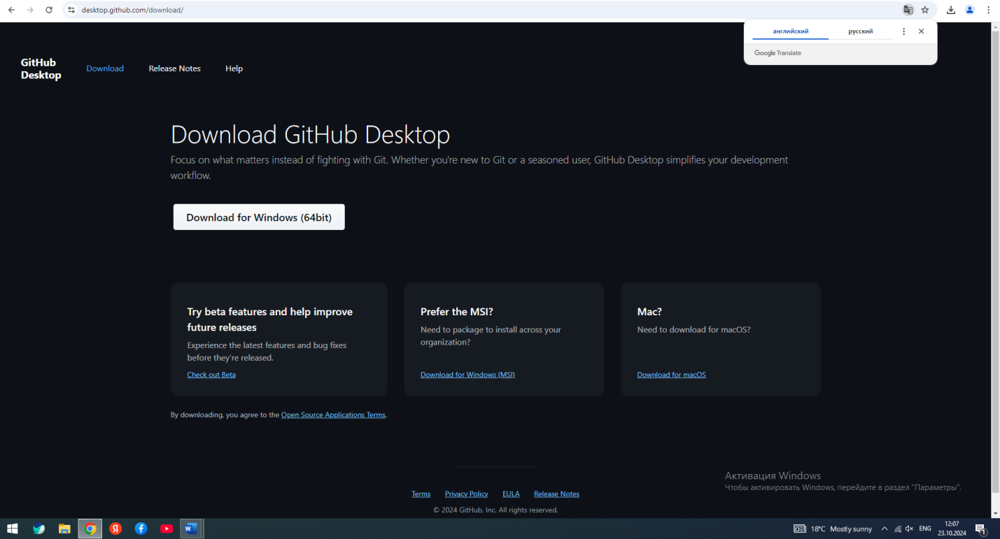 desktop.github.com/download/
английский
русский
Google Translate
GitHub
Desktop
Download
Release Notes
Help
Download GitHub Desktop
Focus on what matters instead of fighting with Git. Whether you're new to Git or a seasoned user, GitHub Desktop simplifies your development
workflow.
Download for Windows (64bit)
Try beta features and help improve
future releases
Experience the latest features and bug fixes
before they're released.
Check out Beta
Prefer the MSI?
Need to package to install across your
organization?
Download for Windows (MSI)
Mac?
Need to download for macOS?
Download for macOS
By downloading, you agree to the Open Source Applications Terms.
Активация Windows
Чтобы активировать Windows, перейдите в раздел "Параметры".
Terms
Privacy Policy
EULA
Release Notes
© 2024 GitHub, Inc. All rights reserved.
Я
W
18°C Mostly sunny
ENG
12:07
23.10.2024
1